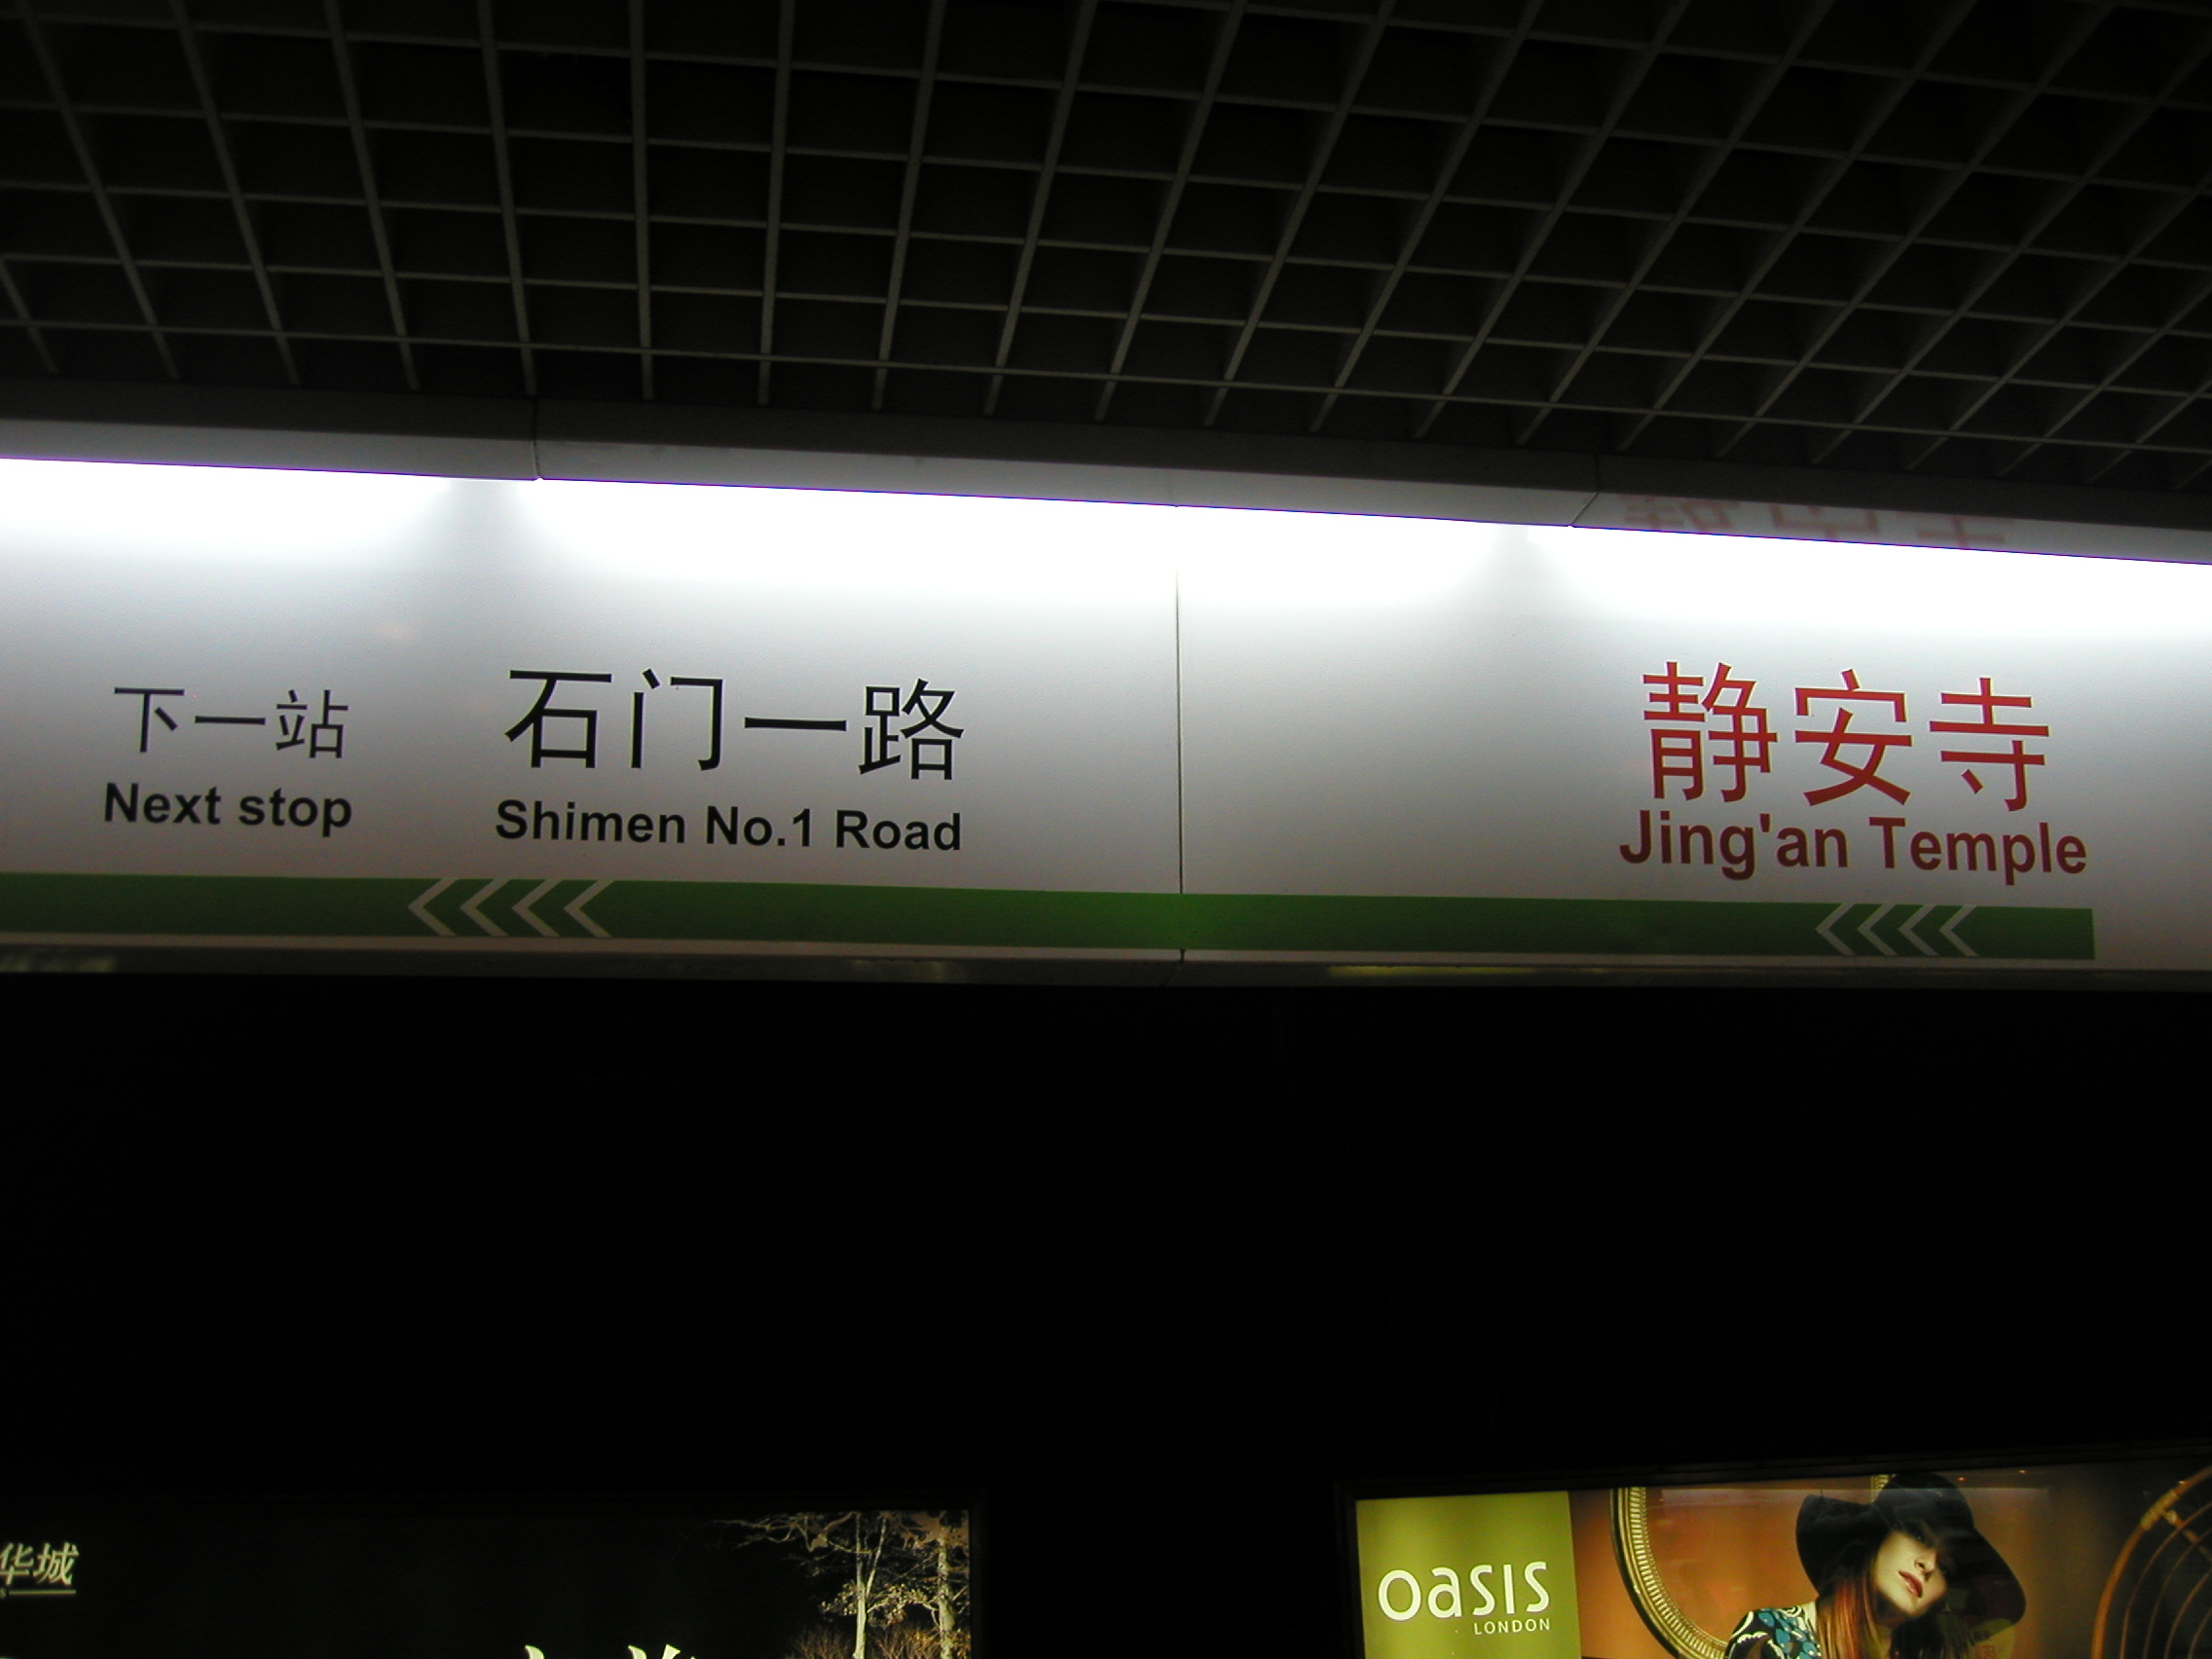 下一站
Next stop
石门一路
Shimen No.1 Road
静安寺
Jing'an Temple
华城
oasis
LONDON